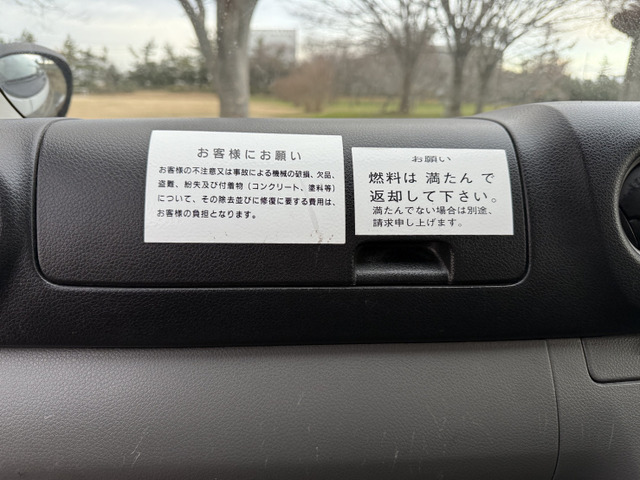 お客様にお願い
お客様の不注意又は事故による機械の破損、欠品、
盗難、紛失及び付着物（コンクリート、塗料等）
について、その除去並びに修復に要する費用は、
お客様の負担となります。
お願い
燃料は 満たん で
返却して下さい。
満たんでない場合は別途、
請求申し上げます。